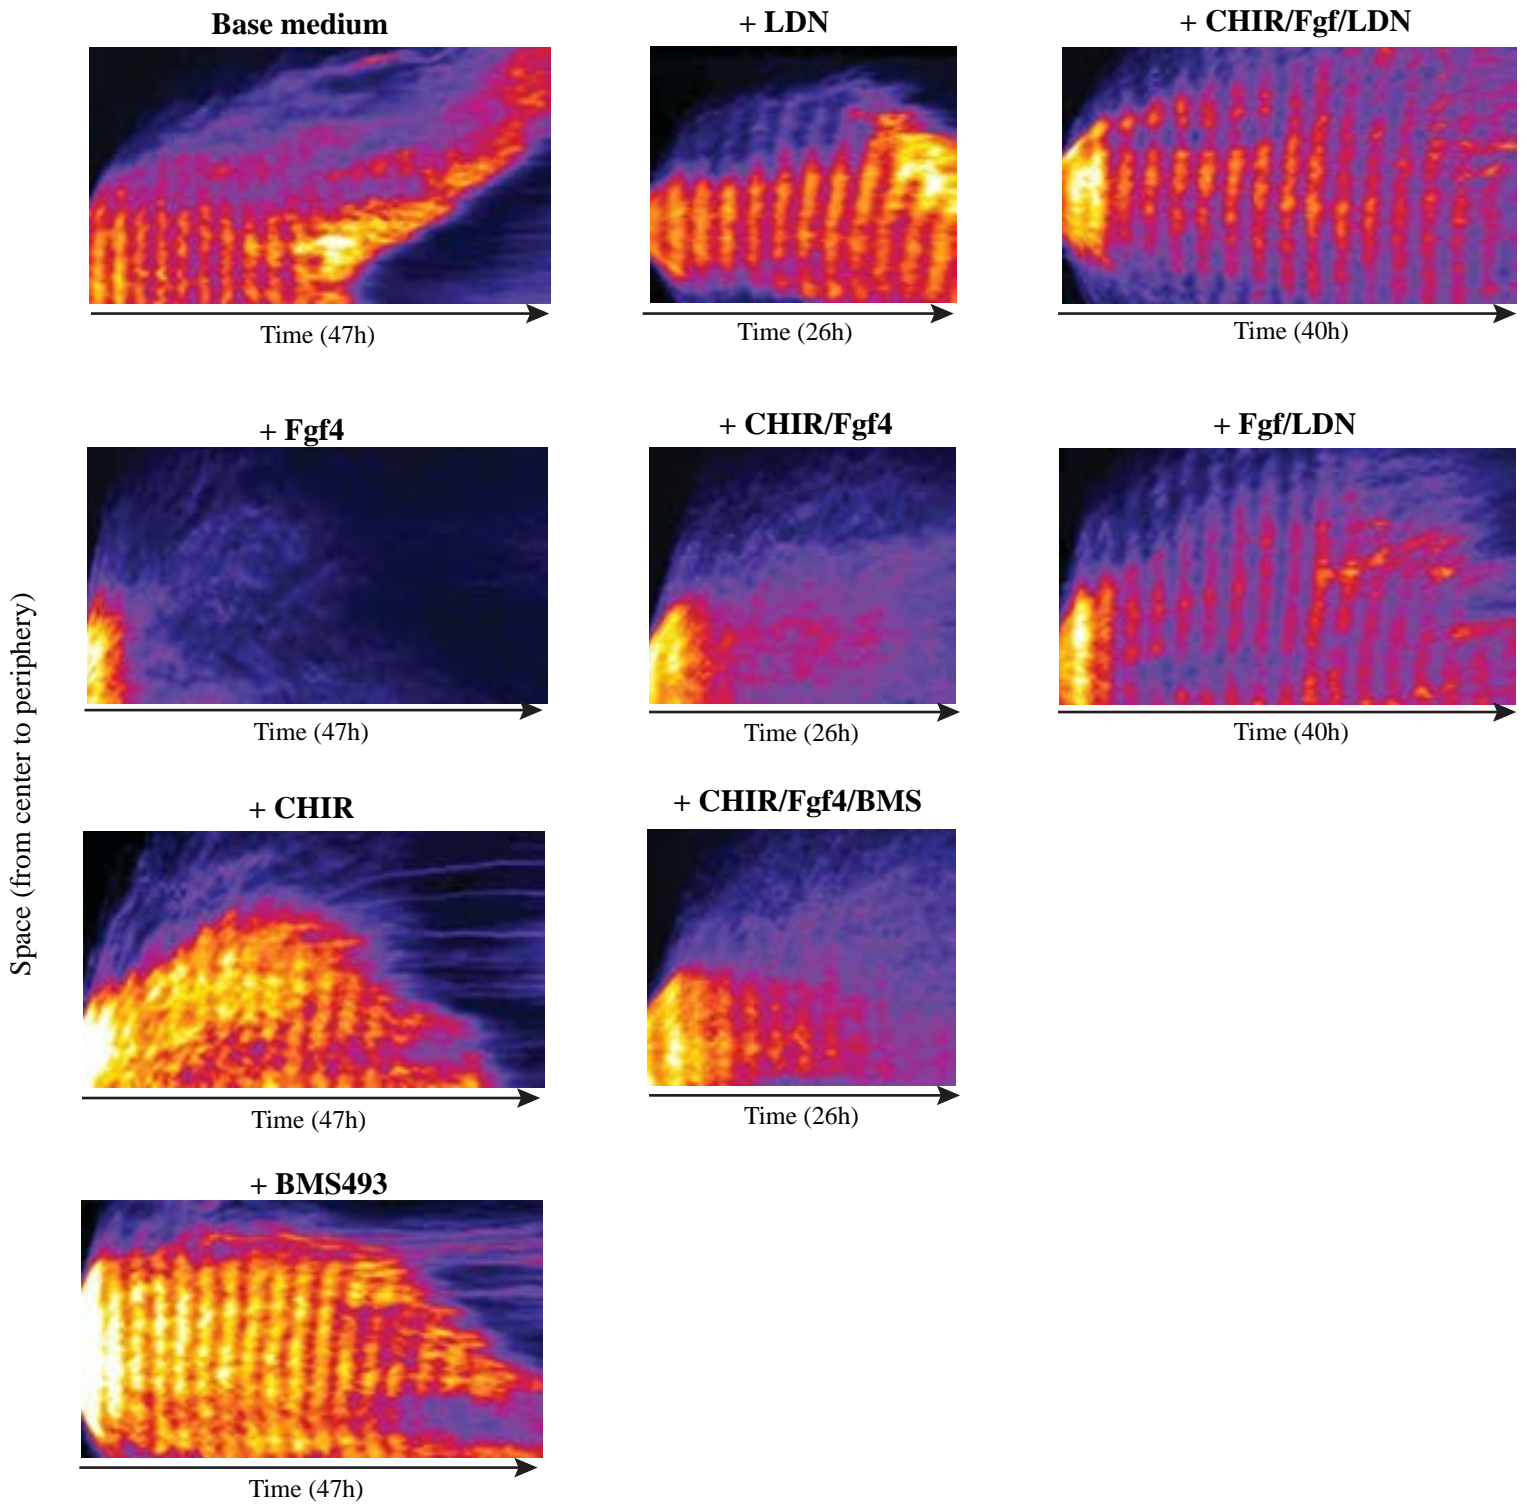 Base medium
+ LDN
+ CHIR/Fgf/LDN
Time (47h)
Time (26h)
Time (40h)
+ Fgf4
+ CHIR/Fgf4
+ Fgf/LDN
Time (47h)
Time (26h)
Time (40h)
Space (from center to periphery)
+ CHIR
+ CHIR/Fgf4/BMS
Time (47h)
Time (26h)
+ BMS493
Time (47h)